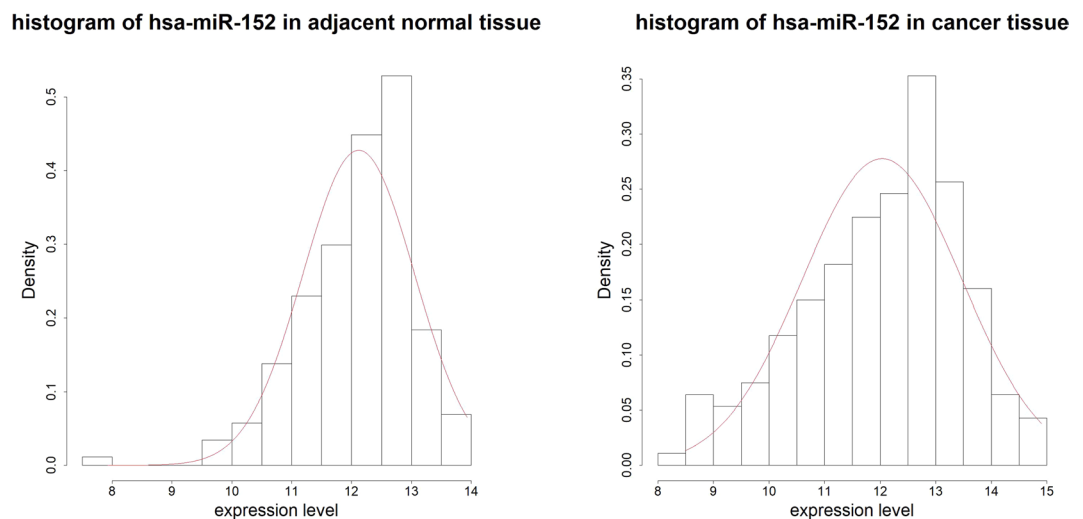 histogram of hsa-miR-152 in adjacent normal tissue
Density
0.5
0.4
0.3
0.2
0.1
0.0
8 9 10 11 12 13 14
expression level
histogram of hsa-miR-152 in cancer tissue
Density
0.35
0.30
0.25
0.20
0.15
0.10
0.05
0.00
8 9 10 11 12 13 14 15
expression level